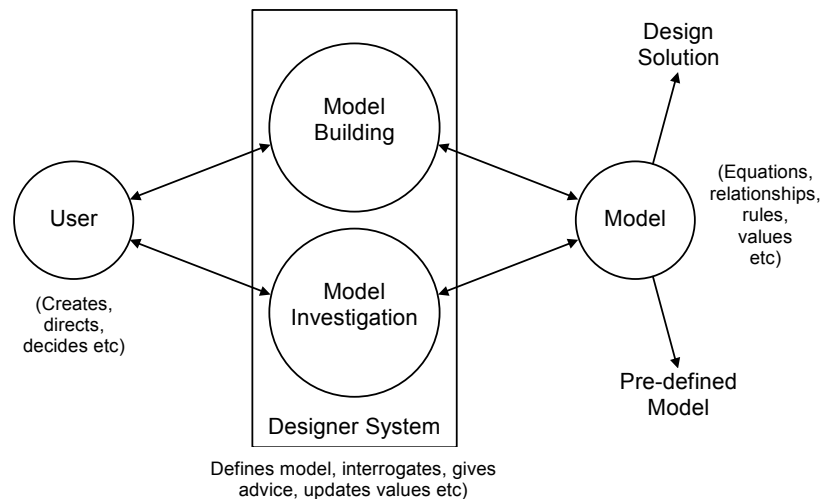 User
(Creates,
directs,
decides etc)
Model
Building
Model
Investigation
Designer System
Defines model, interrogates, gives
advice, updates values etc)
Design
Solution
Model
(Equations,
relationships,
rules,
values
etc)
Pre-defined
Model